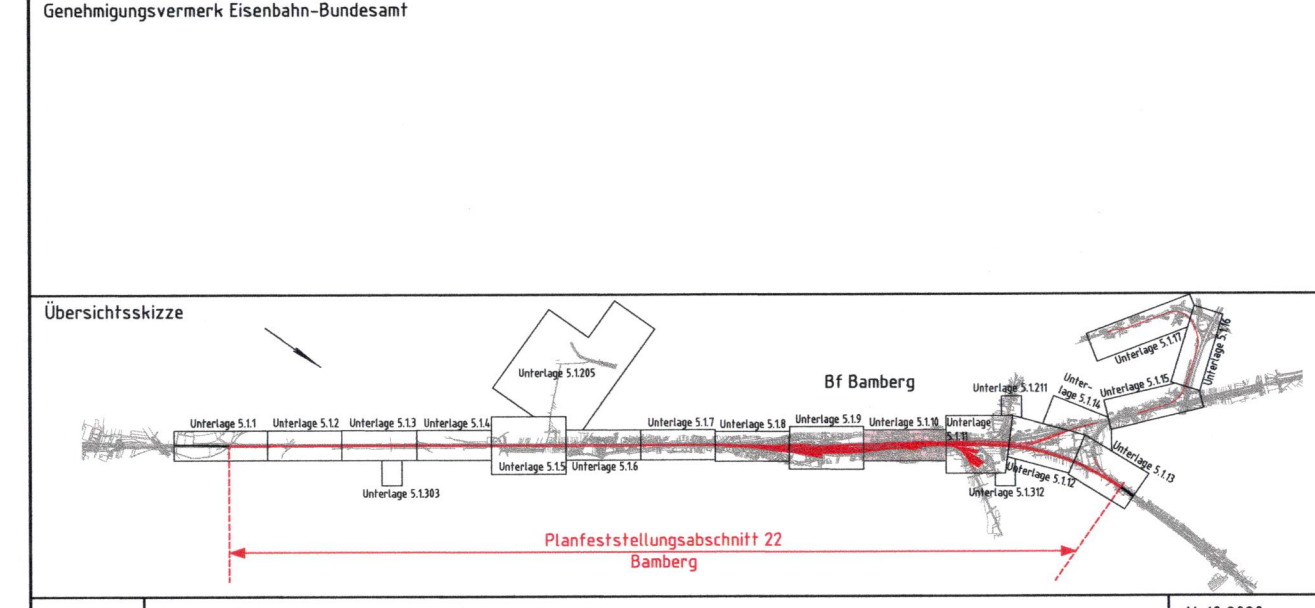 Genehmigungsvermerk Eisenbahn-Bundesamt
Übersichtsskizze
Unterlage 5.1.17
Unterlage 5.1.16
Unterlage 5.1.205
Bf Bamberg
Unterlage 5.1.211
Unter-
lage 5.1.14
Unterlage 5.1.15
Unterlage 5.1.1
Unterlage 5.1.2
Unterlage 5.1.3
Unterlage 5.1.4
Unterlage 5.1.7
Unterlage 5.1.8
Unterlage 5.1.9
Unterlage 5.1.10
Unterlage
5.1.11
Unterlage 5.1.5
Unterlage 5.1.6
Unterlage 5.1.12
Unterlage 5.1.13
Unterlage 5.1.303
Unterlage 5.1.312
Planfeststellungsabschnitt 22
Bamberg